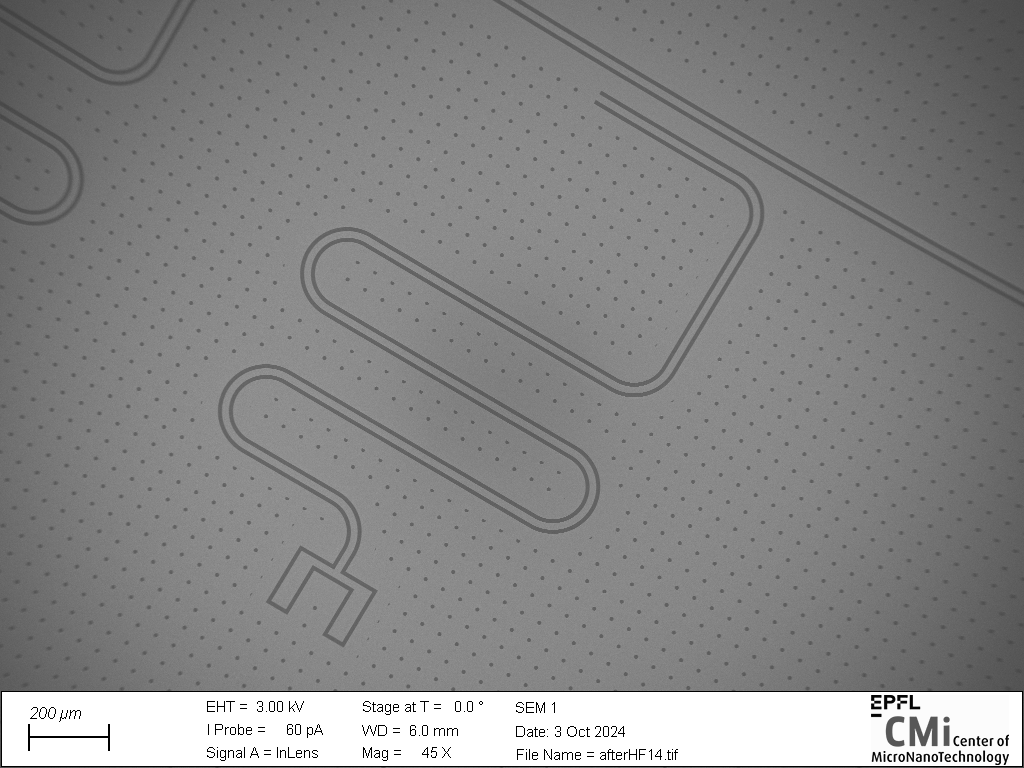 200 µm
EHT = 3.00 kV
I Probe = 60 pA
Signal A = InLens
Stage at T = 0.0 °
WD = 6.0 mm
Mag = 45 X
SEM 1
Date: 3 Oct 2024
File Name = afterHF14.tif
EPFL
CMi Center of
MicroNanoTechnology